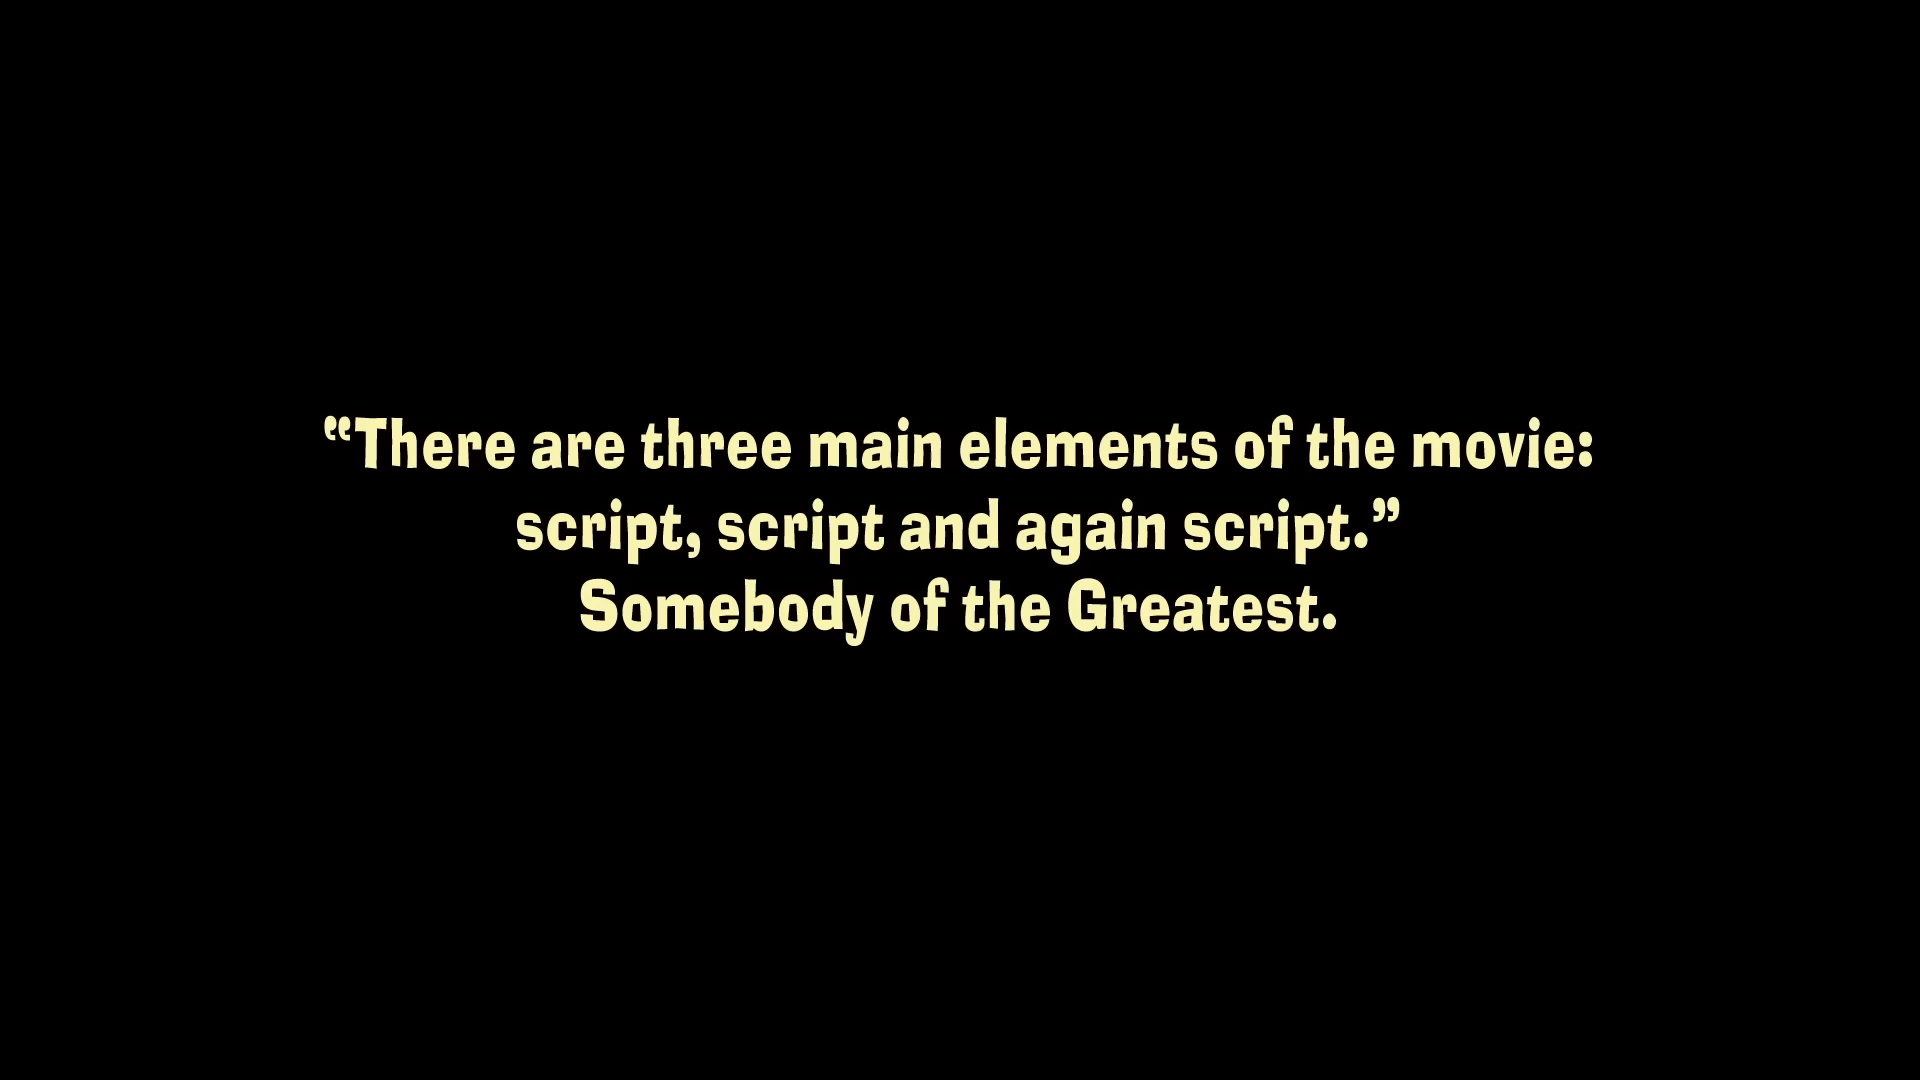 “There are three main elements of the movie:
script, script and again script.”
Somebody of the Greatest.